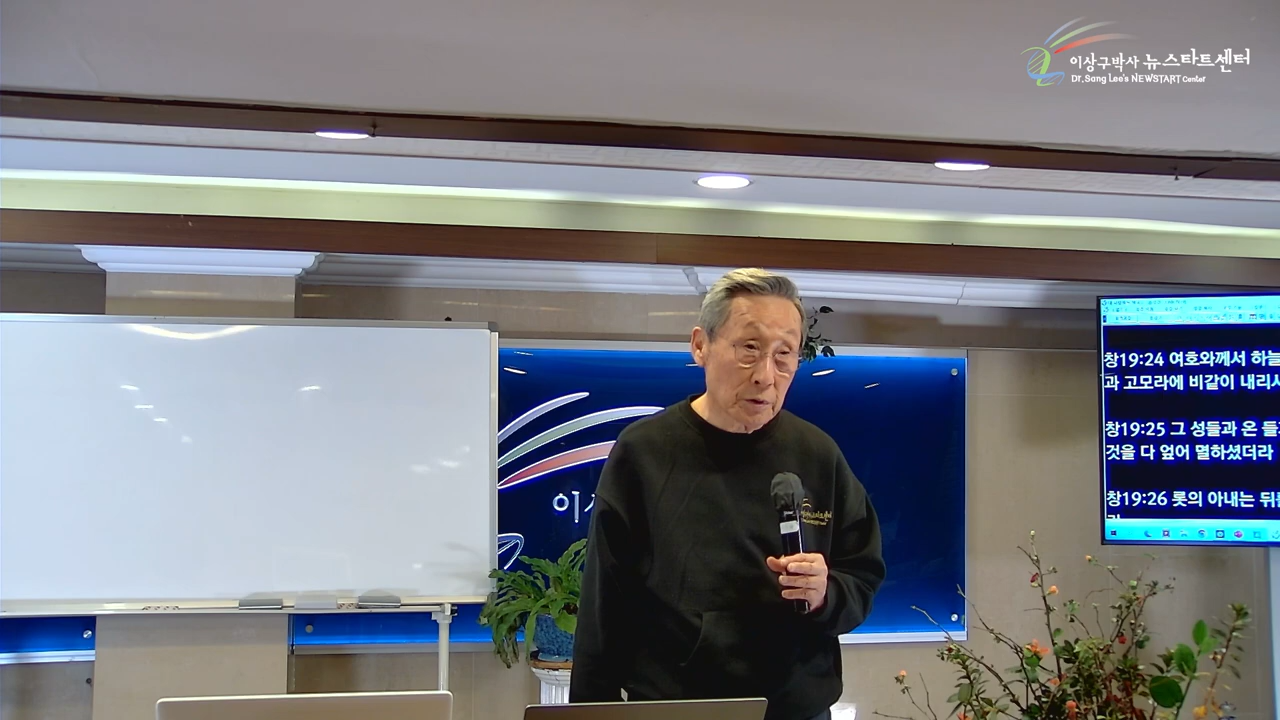 이상구박사 뉴스타트센터
Dr. Sang Lee's NEWSTART Center
창19:24 여호와께서 하늘
과 고모라에 비같이 내리시
창19:25 그 성들과 온 들
것을 다 엎어 멸하셨더라
창19:26 롯의 아내는 뒤
이